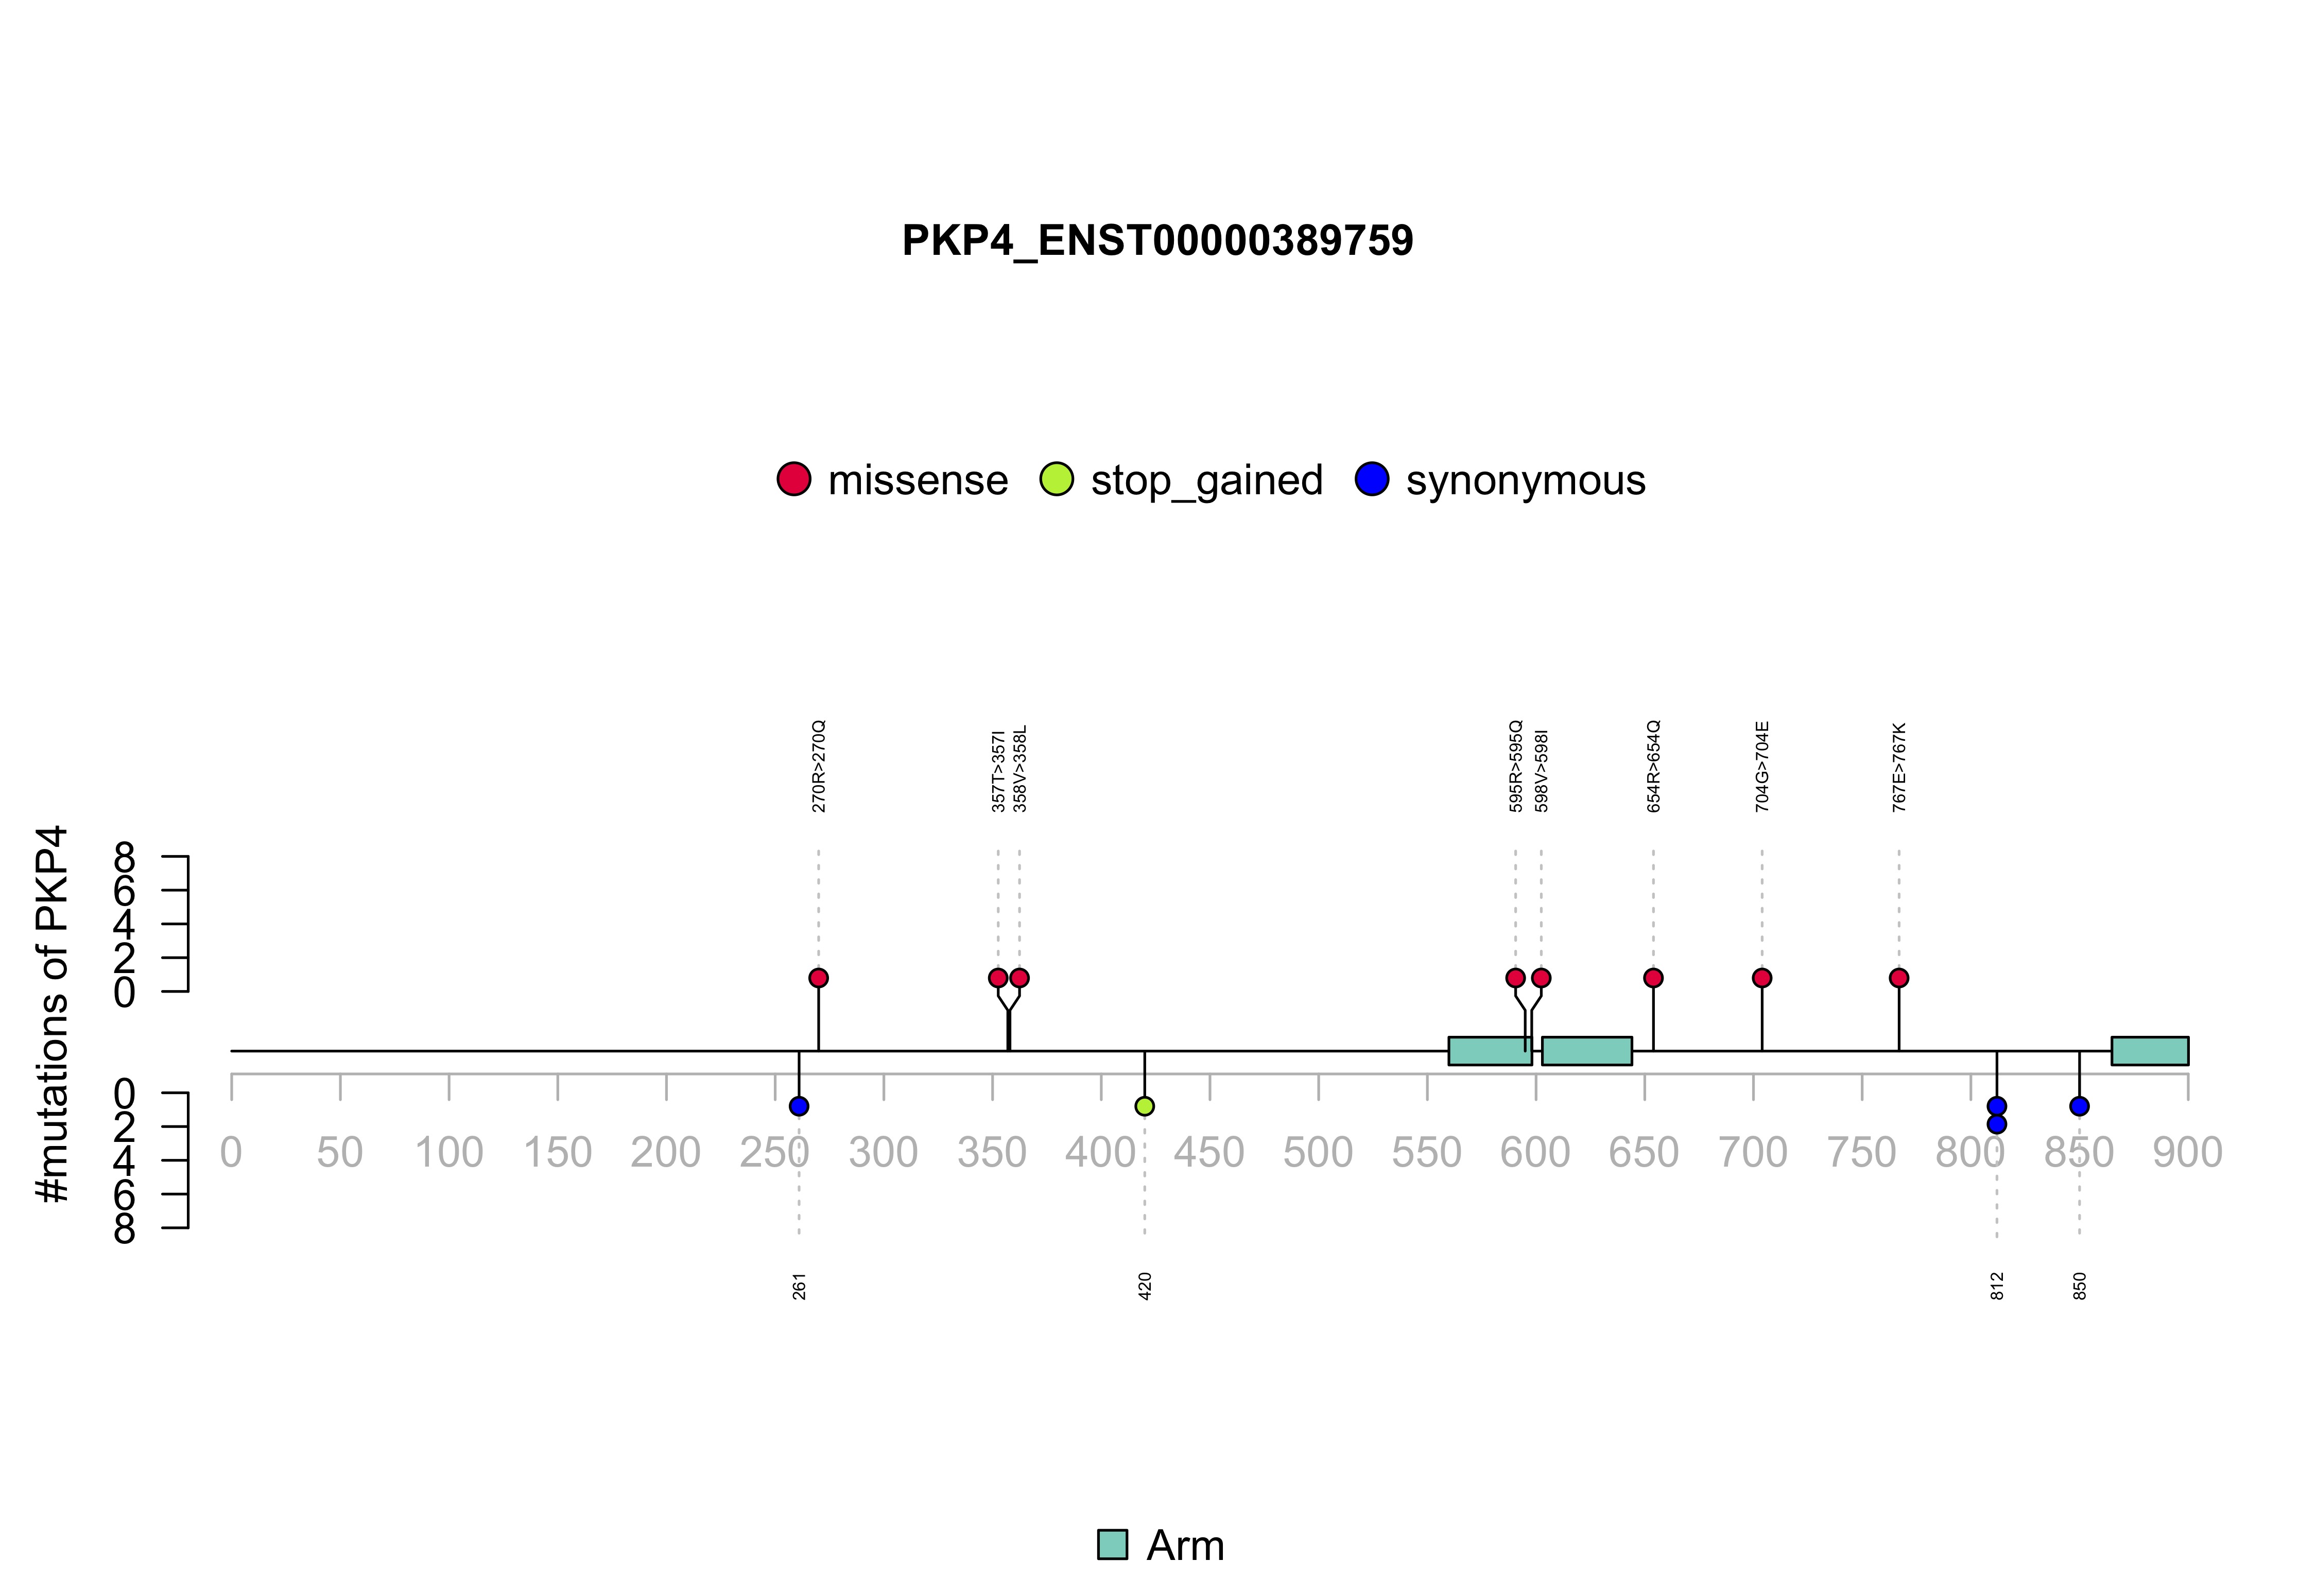 PKP4_ENST00000389759
missense stop_gained synonymous
270R>270Q
357T>357I
358V>358L
595R>595Q
598V>598I
654R>654Q
704G>704E
767E>767K
#mutations of PKP4
8
6
4
2
0
0
2
4
6
8
0 50 100 150 200 250 300 350 400 450 500 550 600 650 700 750 800 850 900
261
420
812
850
Arm